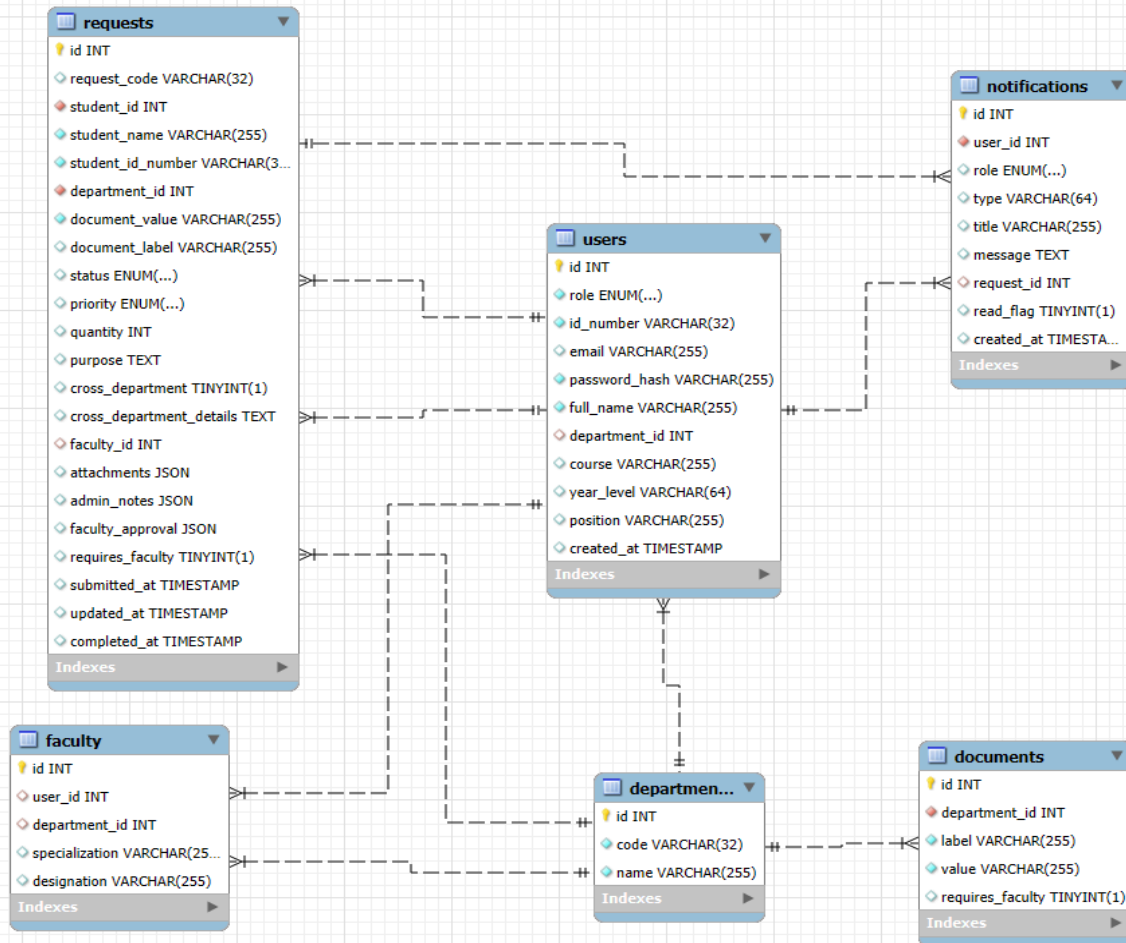 requests
id INT
request_code VARCHAR(32)
student_id INT
student_name VARCHAR(255)
student_id_number VARCHAR(3...
department_id INT
document_value VARCHAR(255)
document_label VARCHAR(255)
status ENUM(...)
priority ENUM(...)
quantity INT
purpose TEXT
cross_department TINYINT(1)
cross_department_details TEXT
faculty_id INT
attachments JSON
admin_notes JSON
faculty_approval JSON
requires_faculty TINYINT(1)
submitted_at TIMESTAMP
updated_at TIMESTAMP
completed_at TIMESTAMP
Indexes
notifications
id INT
user_id INT
role ENUM(...)
type VARCHAR(64)
title VARCHAR(255)
message TEXT
request_id INT
read_flag TINYINT(1)
created_at TIMESTA...
Indexes
users
id INT
role ENUM(...)
id_number VARCHAR(32)
email VARCHAR(255)
password_hash VARCHAR(255)
full_name VARCHAR(255)
department_id INT
course VARCHAR(255)
year_level VARCHAR(64)
position VARCHAR(255)
created_at TIMESTAMP
Indexes
faculty
id INT
user_id INT
department_id INT
specialization VARCHAR(25...
designation VARCHAR(255)
Indexes
departmen...
id INT
code VARCHAR(32)
name VARCHAR(255)
Indexes
documents
id INT
department_id INT
label VARCHAR(255)
value VARCHAR(255)
requires_faculty TINYINT(1)
Indexes